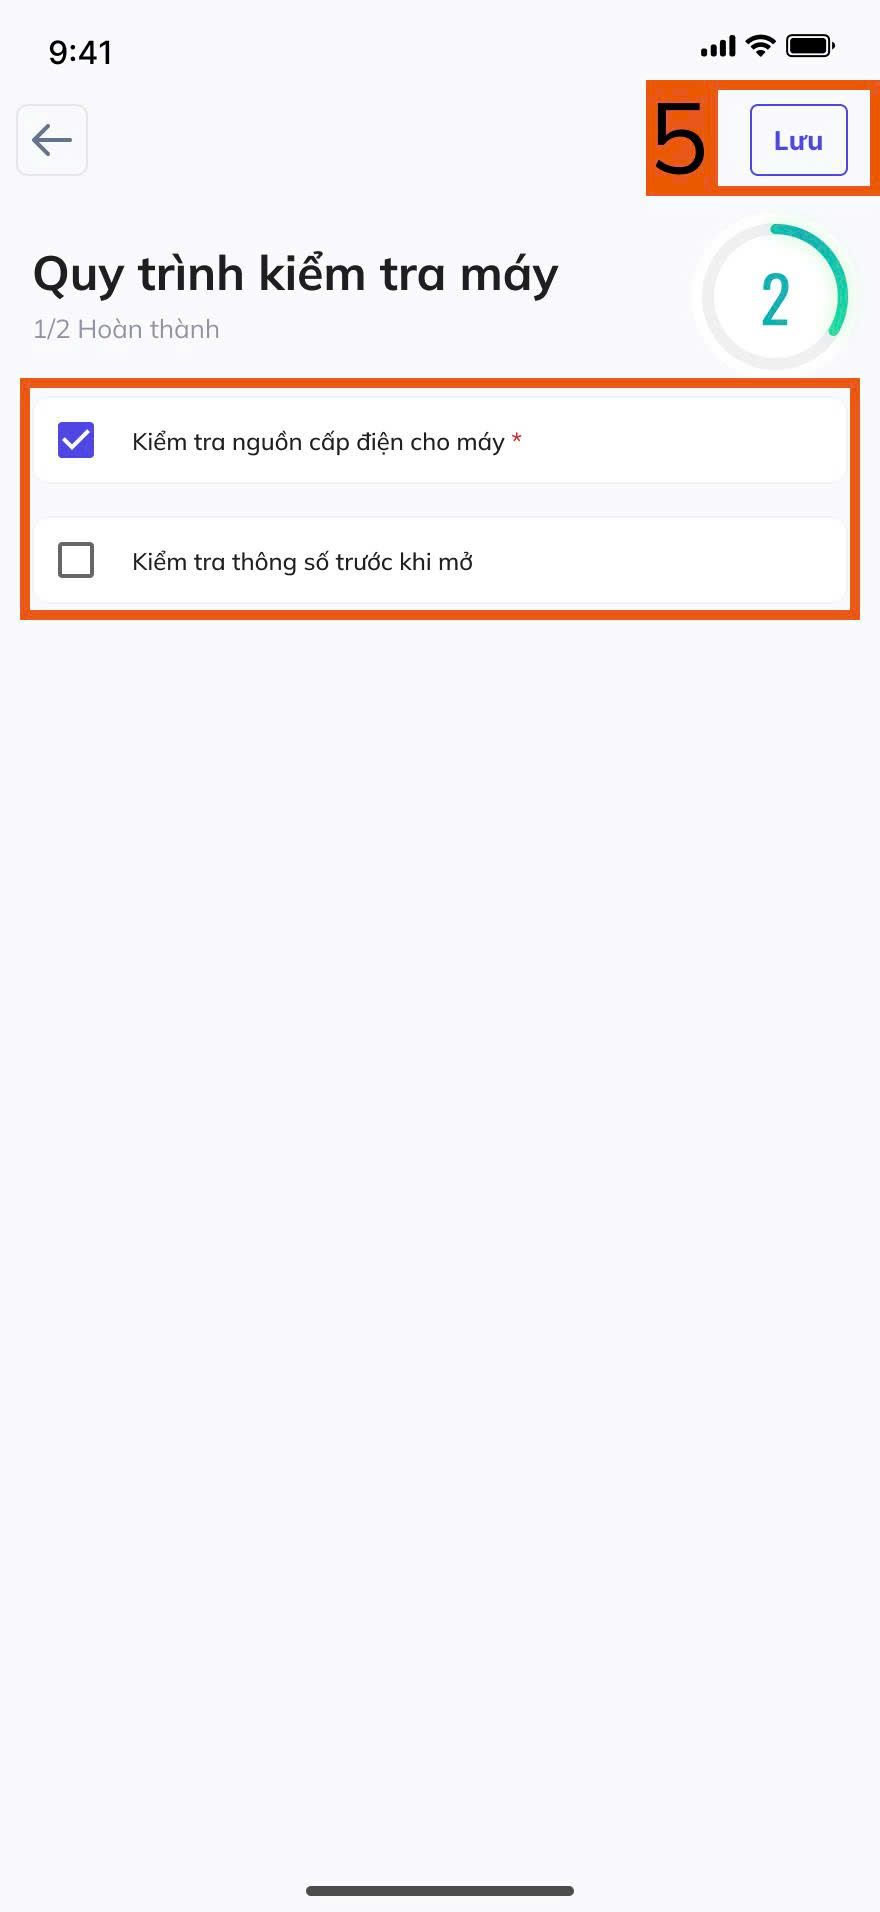 9:41
5
Lưu
Quy trình kiểm tra máy
1/2 Hoàn thành
2
Kiểm tra nguồn cấp điện cho máy *
Kiểm tra thông số trước khi mở